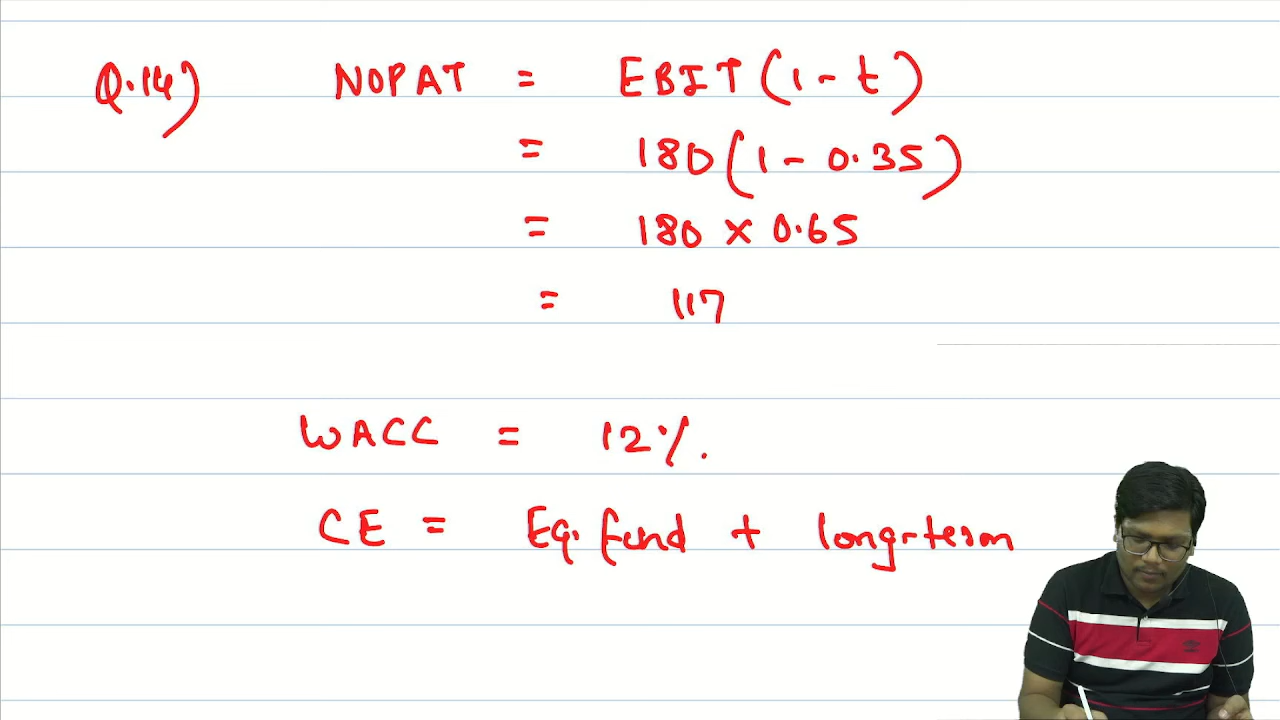 Q.14) NOPAT = EBIT (1 - t)
= 180 (1 - 0.35)
= 180 × 0.65
= 117
WACC = 12%.
CE = Eq. fund + long-term